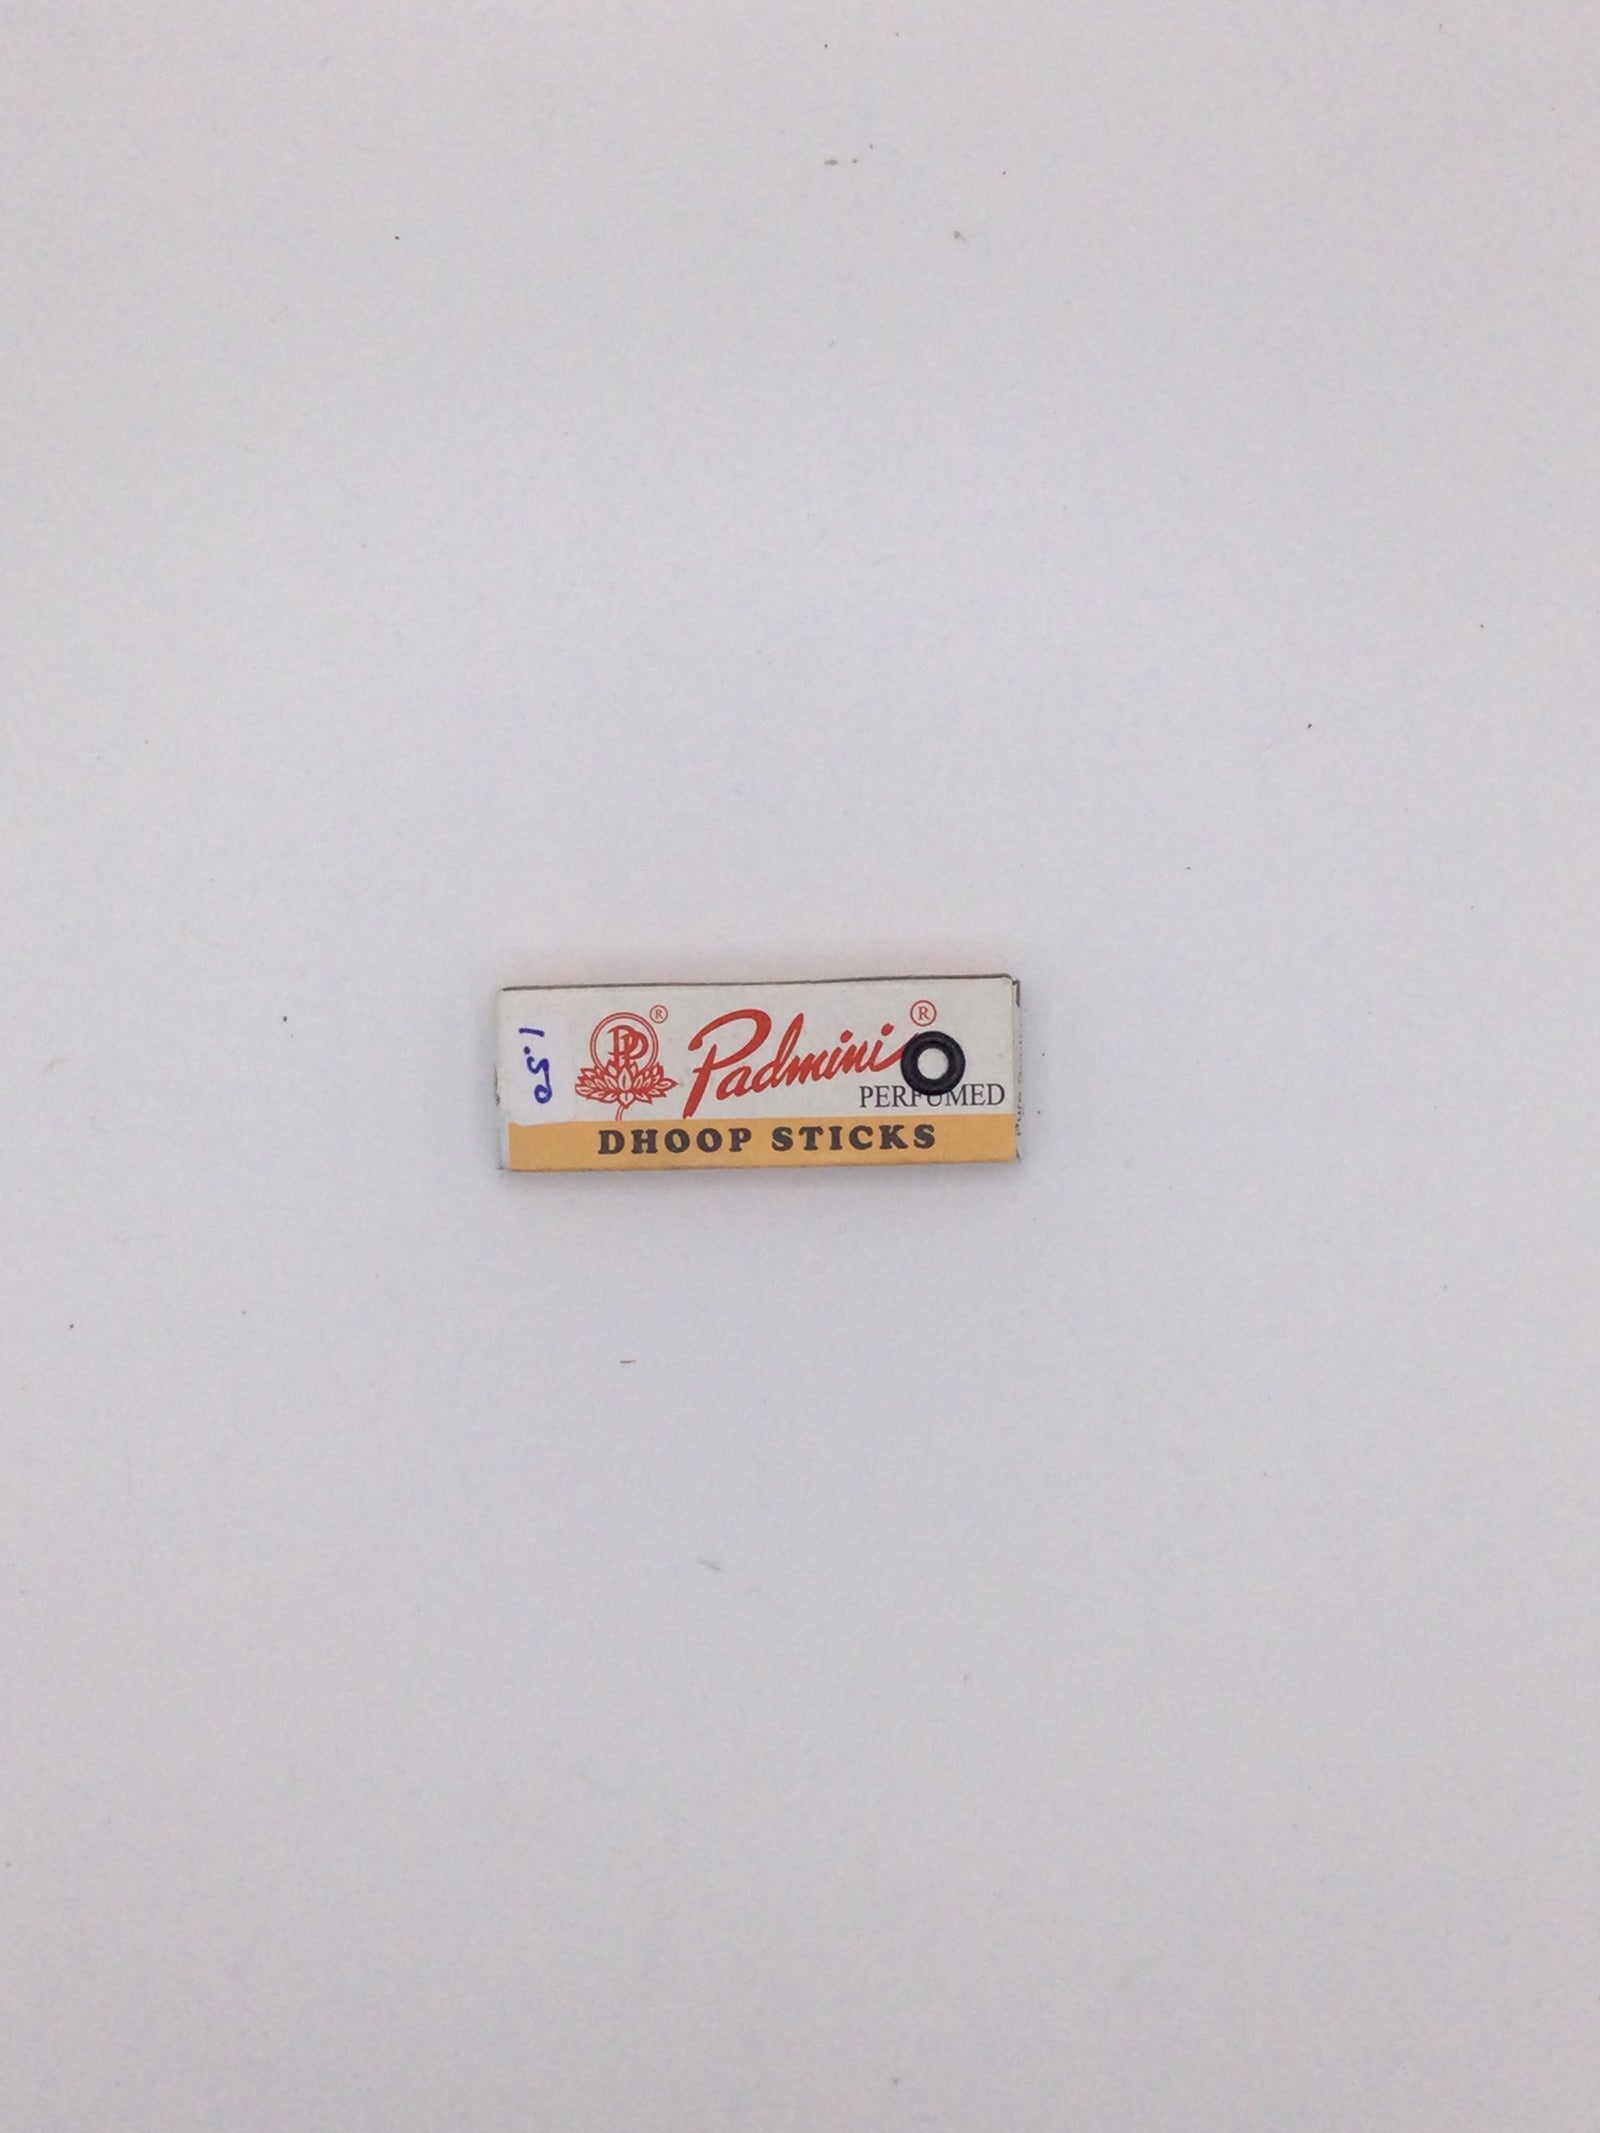 1.50
PP ®
Padmini ®
PERFUMED
DHOOP STICKS